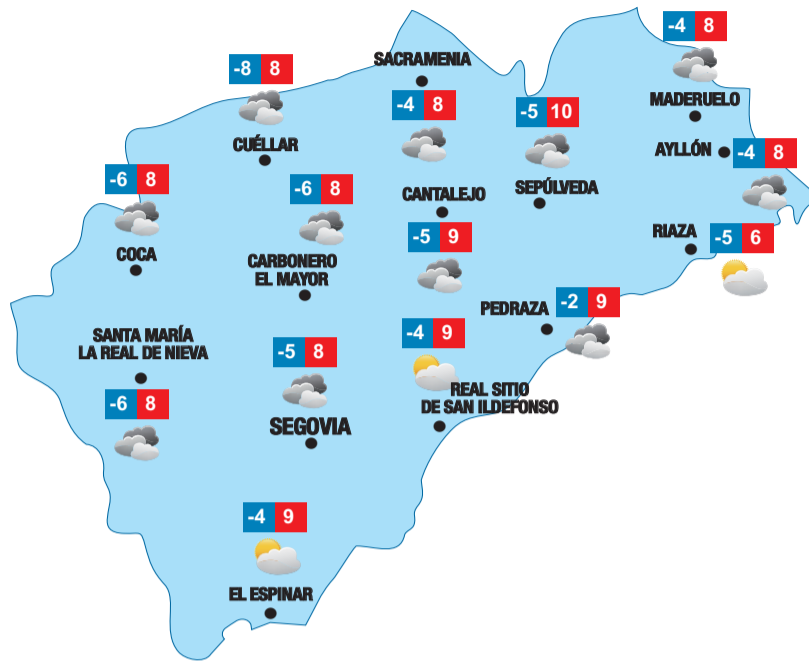 -4 8
MADERUELO
SACRAMENIA
-4 8
-8 8
CUÉLLAR
-5 10
SEPÚLVEDA
AYLLÓN
-4 8
-6 8
COCA
-6 8
CARBONERO
EL MAYOR
CANTALEJO
-5 9
RIAZA
-5 6
PEDRAZA
-2 9
SANTA MARÍA
LA REAL DE NIEVA
-6 8
-5 8
SEGOVIA
-4 9
REAL SITIO
DE SAN ILDEFONSO
-4 9
EL ESPINAR